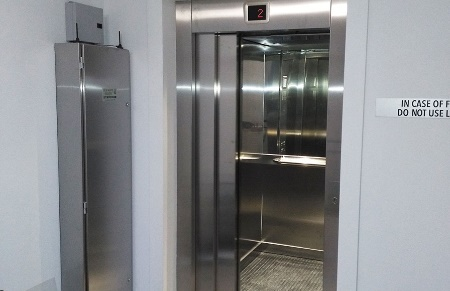 2
IN CASE OF F
DO NOT USE L